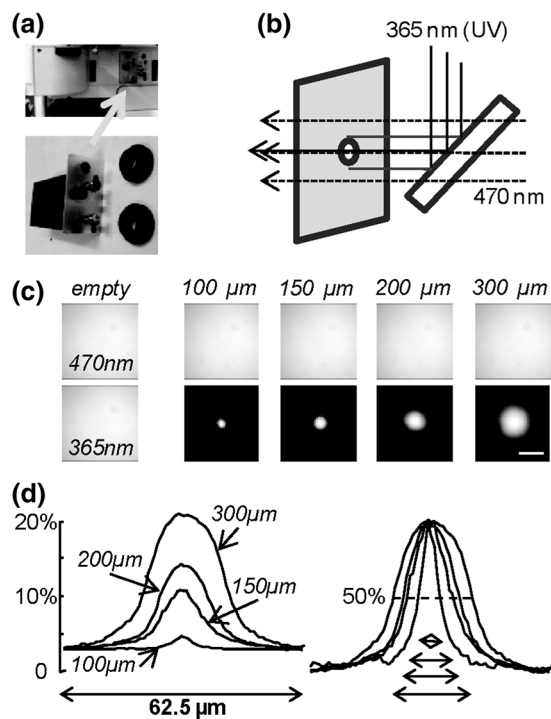 (a)
(b)
365 nm (UV)
470 nm
(c)
empty 100 µm 150 µm 200 µm 300 µm
470nm
365nm
(d)
20%
10%
0
300µm
200µm
150µm
100µm
62.5 µm
50%